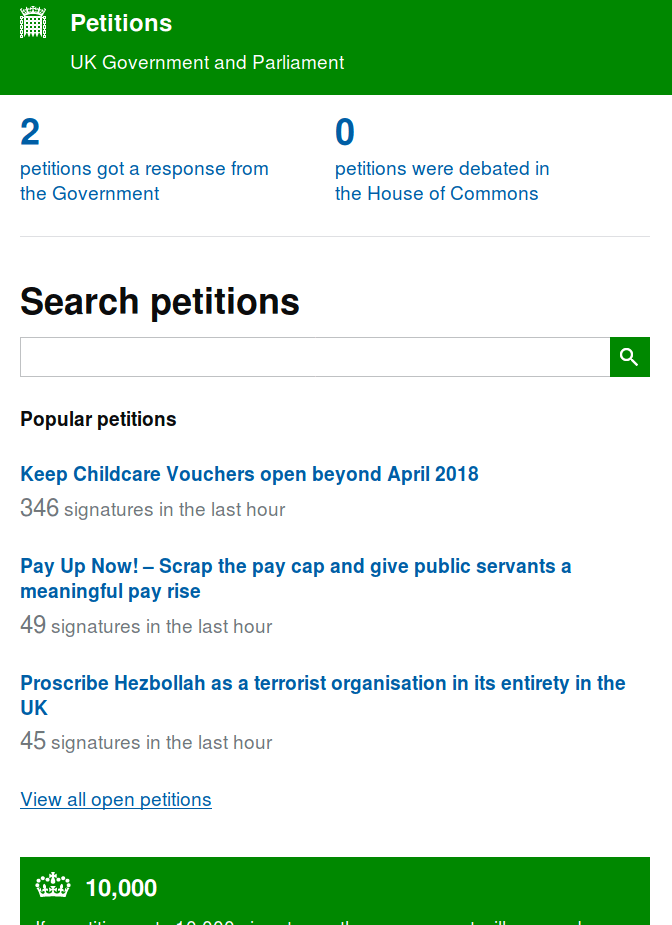 Petitions
UK Government and Parliament
2
petitions got a response from
the Government
0
petitions were debated in
the House of Commons
Search petitions
Popular petitions
Keep Childcare Vouchers open beyond April 2018
346 signatures in the last hour
Pay Up Now! – Scrap the pay cap and give public servants a
meaningful pay rise
49 signatures in the last hour
Proscribe Hezbollah as a terrorist organisation in its entirety in the
UK
45 signatures in the last hour
View all open petitions
10,000